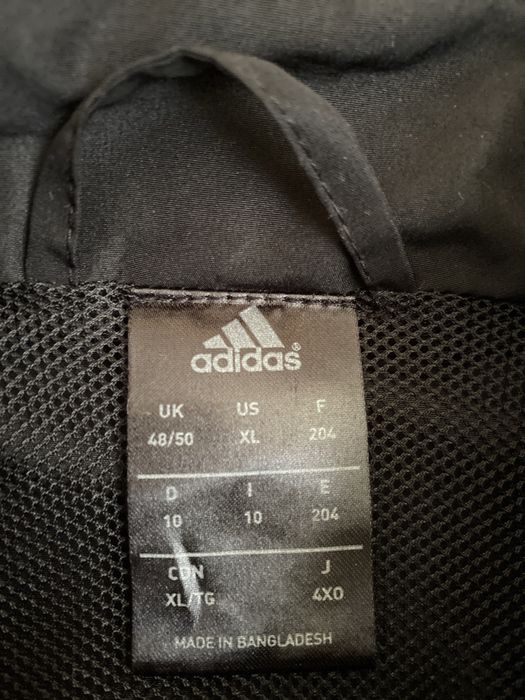 adidas®
UK US F
48/50 XL 204
D I E
10 10 204
CDN J
XL/TG 4XO
MADE IN BANGLADESH